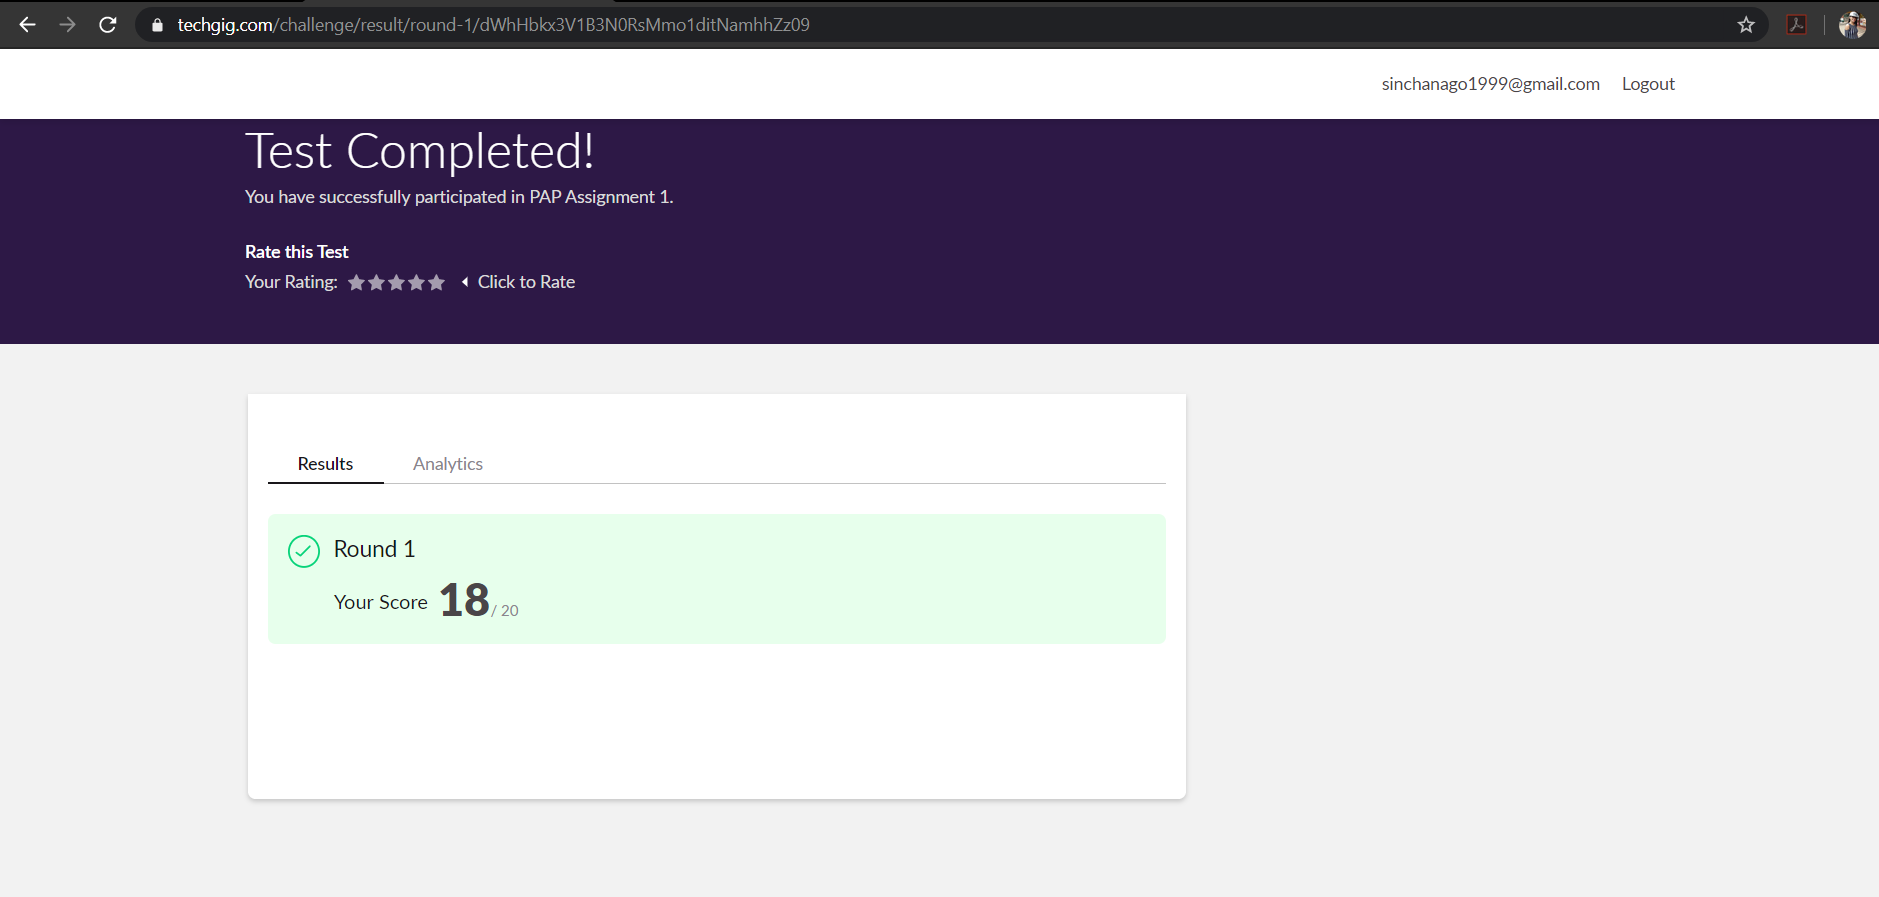 techgig.com/challenge/result/round-1/dWhHbkx3V1B3N0RsMmo1ditNamhhZz09
sinchanago1999@gmail.com Logout
Test Completed!
You have successfully participated in PAP Assignment 1.
Rate this Test
Your Rating: Click to Rate
Results Analytics
Round 1
Your Score 18 / 20